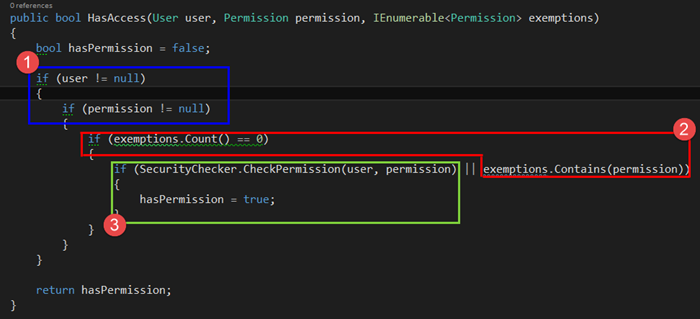 0 references
public bool HasAccess(User user, Permission permission, IEnumerable<Permission> exemptions)
{
bool hasPermission = false;
1
if (user != null)
{
if (permission != null)
{
if (exemptions.Count() == 0)
2
{
if (SecurityChecker.CheckPermission(user, permission) || exemptions.Contains(permission))
{
hasPermission = true;
}
3
}
}
}
return hasPermission;
}